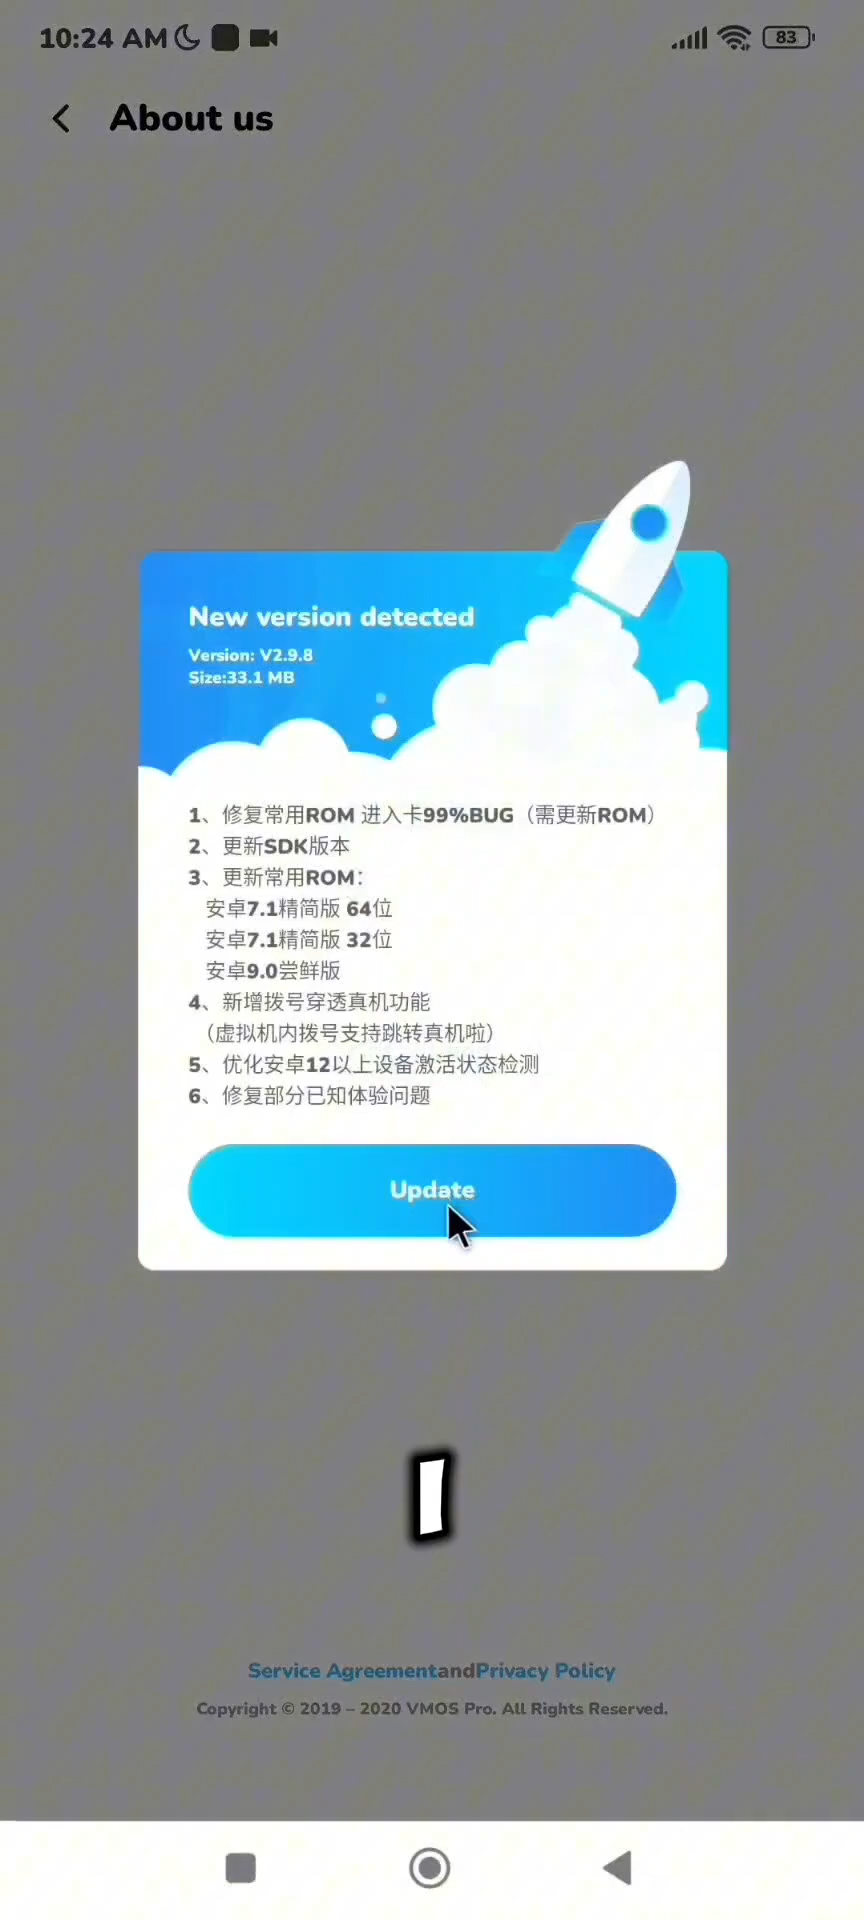 10:24 AM
83
About us
New version detected
Version: V2.9.8
Size:33.1 MB
1、修复常用ROM 进入卡99%BUG（需更新ROM）
2、更新SDK版本
3、更新常用ROM：
安卓7.1精简版 64位
安卓7.1精简版 32位
安卓9.0尝鲜版
4、新增拨号穿透真机功能
（虚拟机内拨号支持跳转真机啦）
5、优化安卓12以上设备激活状态检测
6、修复部分已知体验问题
Update
I
Service AgreementandPrivacy Policy
Copyright © 2019 – 2020 VMOS Pro. All Rights Reserved.